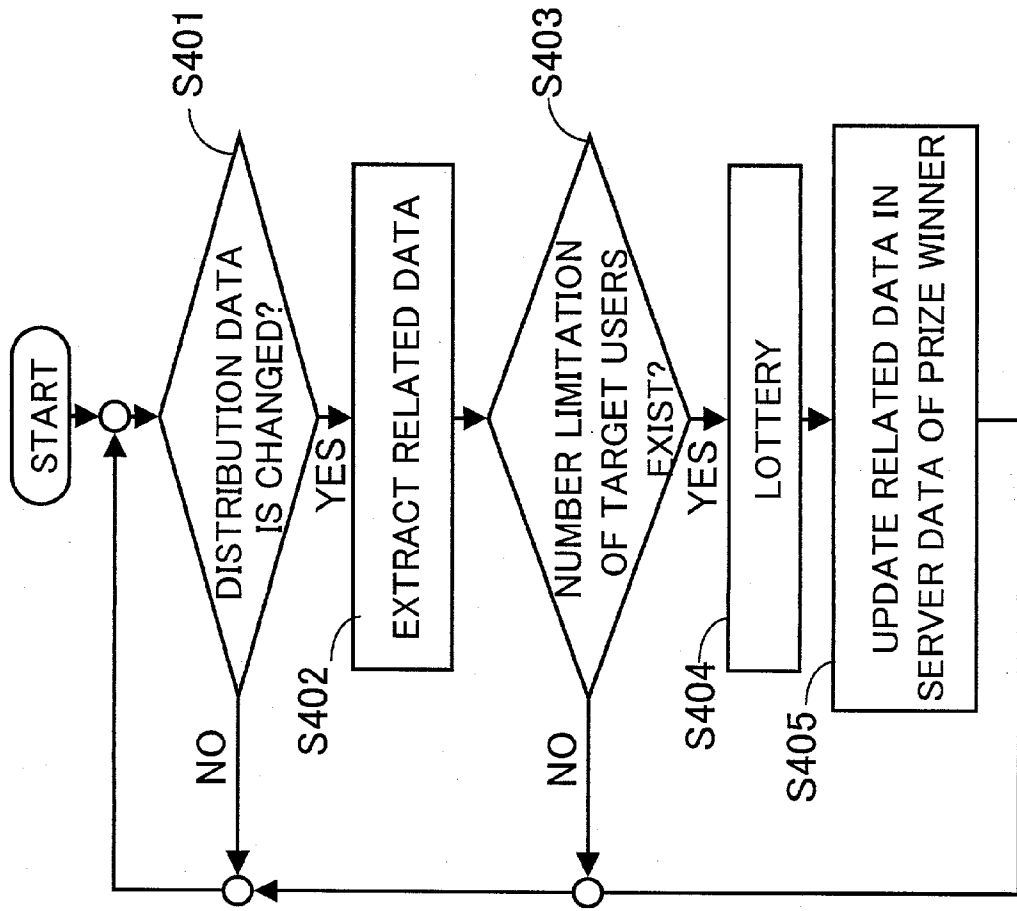 START
S401
DISTRIBUTION DATA
IS CHANGED?
NO
YES
S402
EXTRACT RELATED DATA
S403
NUMBER LIMITATION
OF TARGET USERS
EXIST?
NO
YES
S404
LOTTERY
S405
UPDATE RELATED DATA IN
SERVER DATA OF PRIZE WINNER